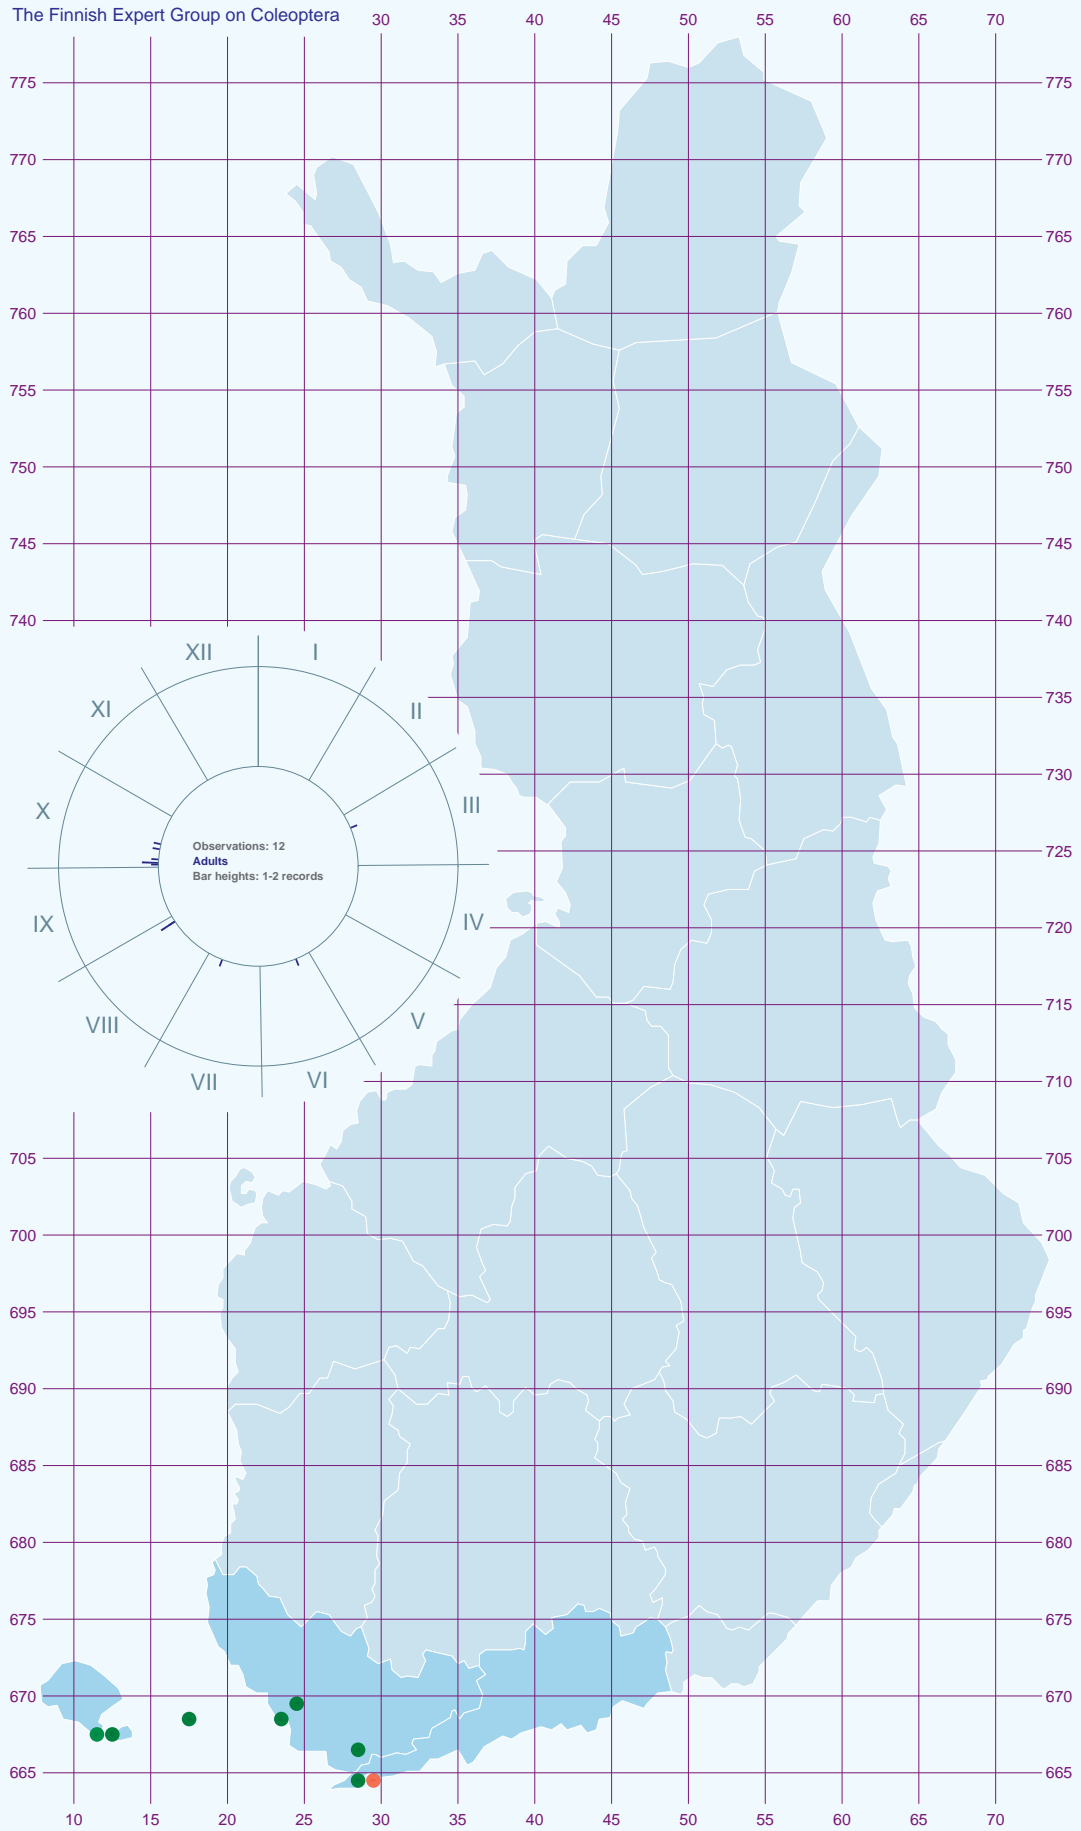 The Finnish Expert Group on Coleoptera
30 40 50 60 70
35 45 55 65
775 775
770 770
765 765
760 760
755 755
750 750
745 745
740 740
XII I
XI II
735
730
X III
725
Observations: 12
Adults
Bar heights: 1-2 records
IX IV
720
715
VIII V
VII VI
710
705 705
700 700
695 695
690 690
685 685
680 680
675 675
670 670
665 665
10 15 20 25 30 35 40 45 50 55 60 65 70